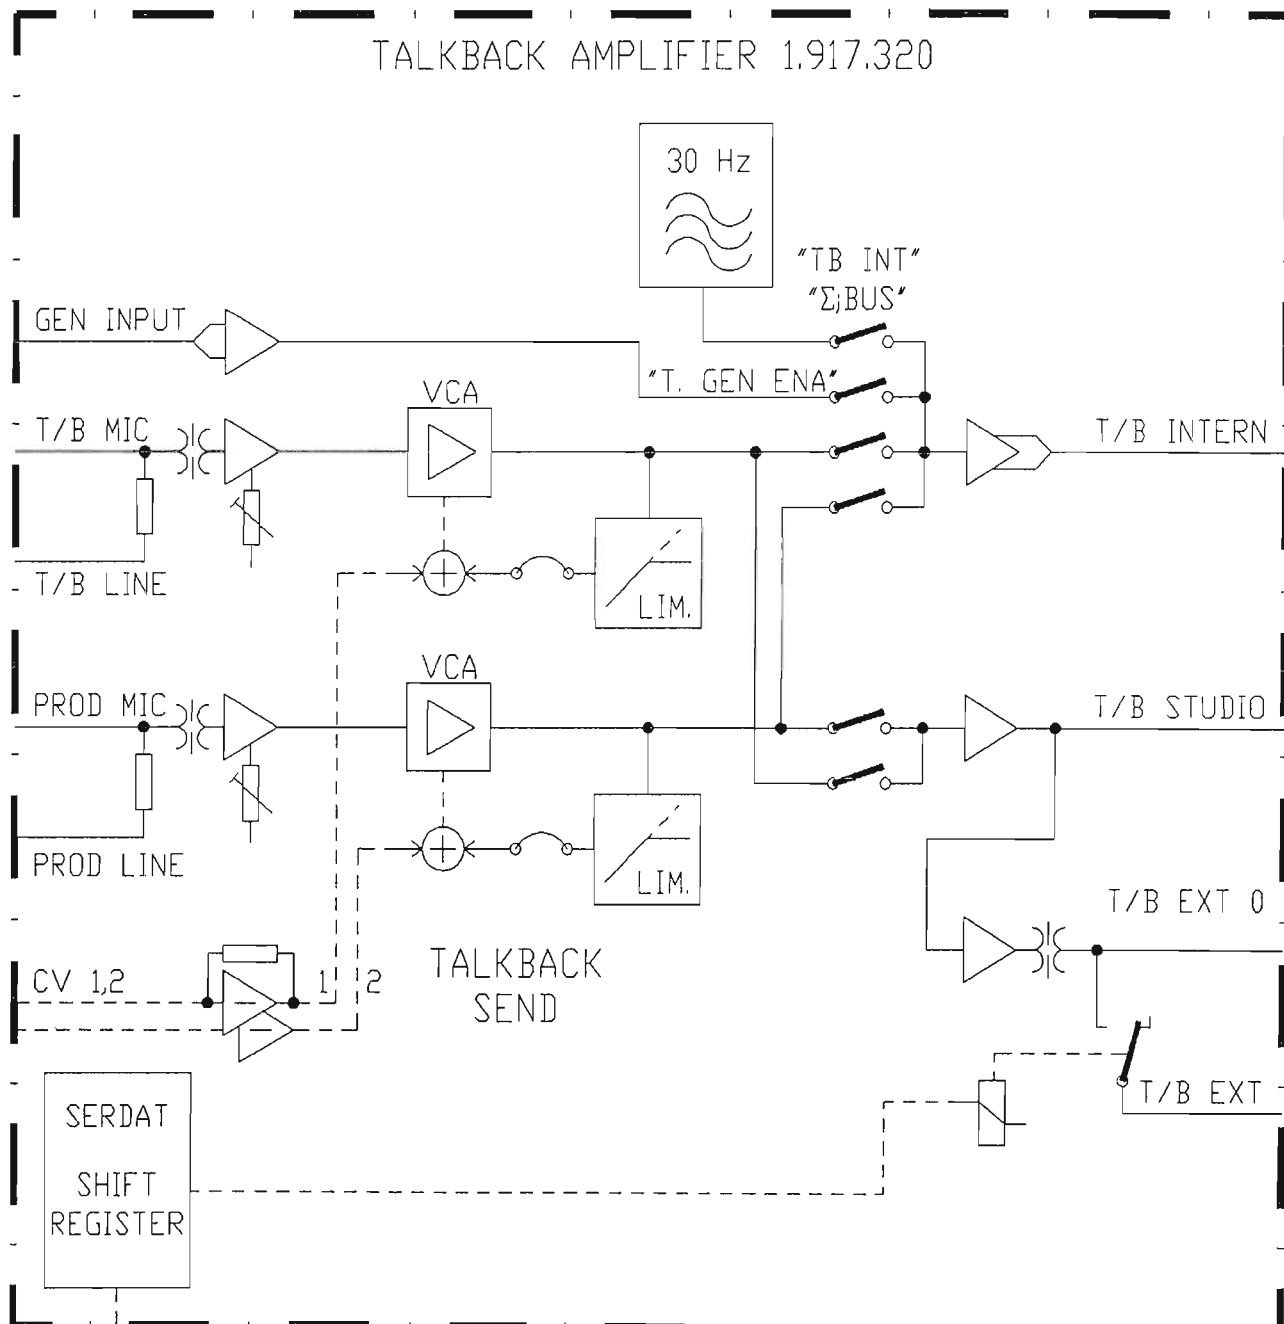 TALKBACK AMPLIFIER 1.917.320
30 Hz
"TB INT"
"Σ;BUS"
GEN INPUT
"T. GEN ENA"
VCA
T/B MIC
T/B INTERN
T/B LINE
LIM.
VCA
PROD MIC
T/B STUDIO
PROD LINE
LIM.
T/B EXT 0
CV 1,2
1
2
TALKBACK
SEND
T/B EXT
SERDAT
SHIFT
REGISTER